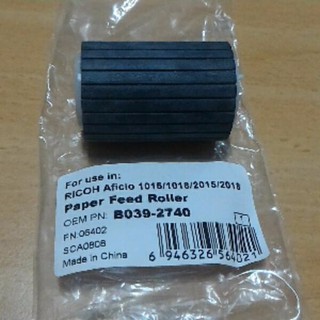 For use in:
RICOH Aficio 1015/1018/2015/2018
Paper Feed Roller
OEM PN: B039-2740
FN:06402
SCA0808
Made in China
6 946326 564021